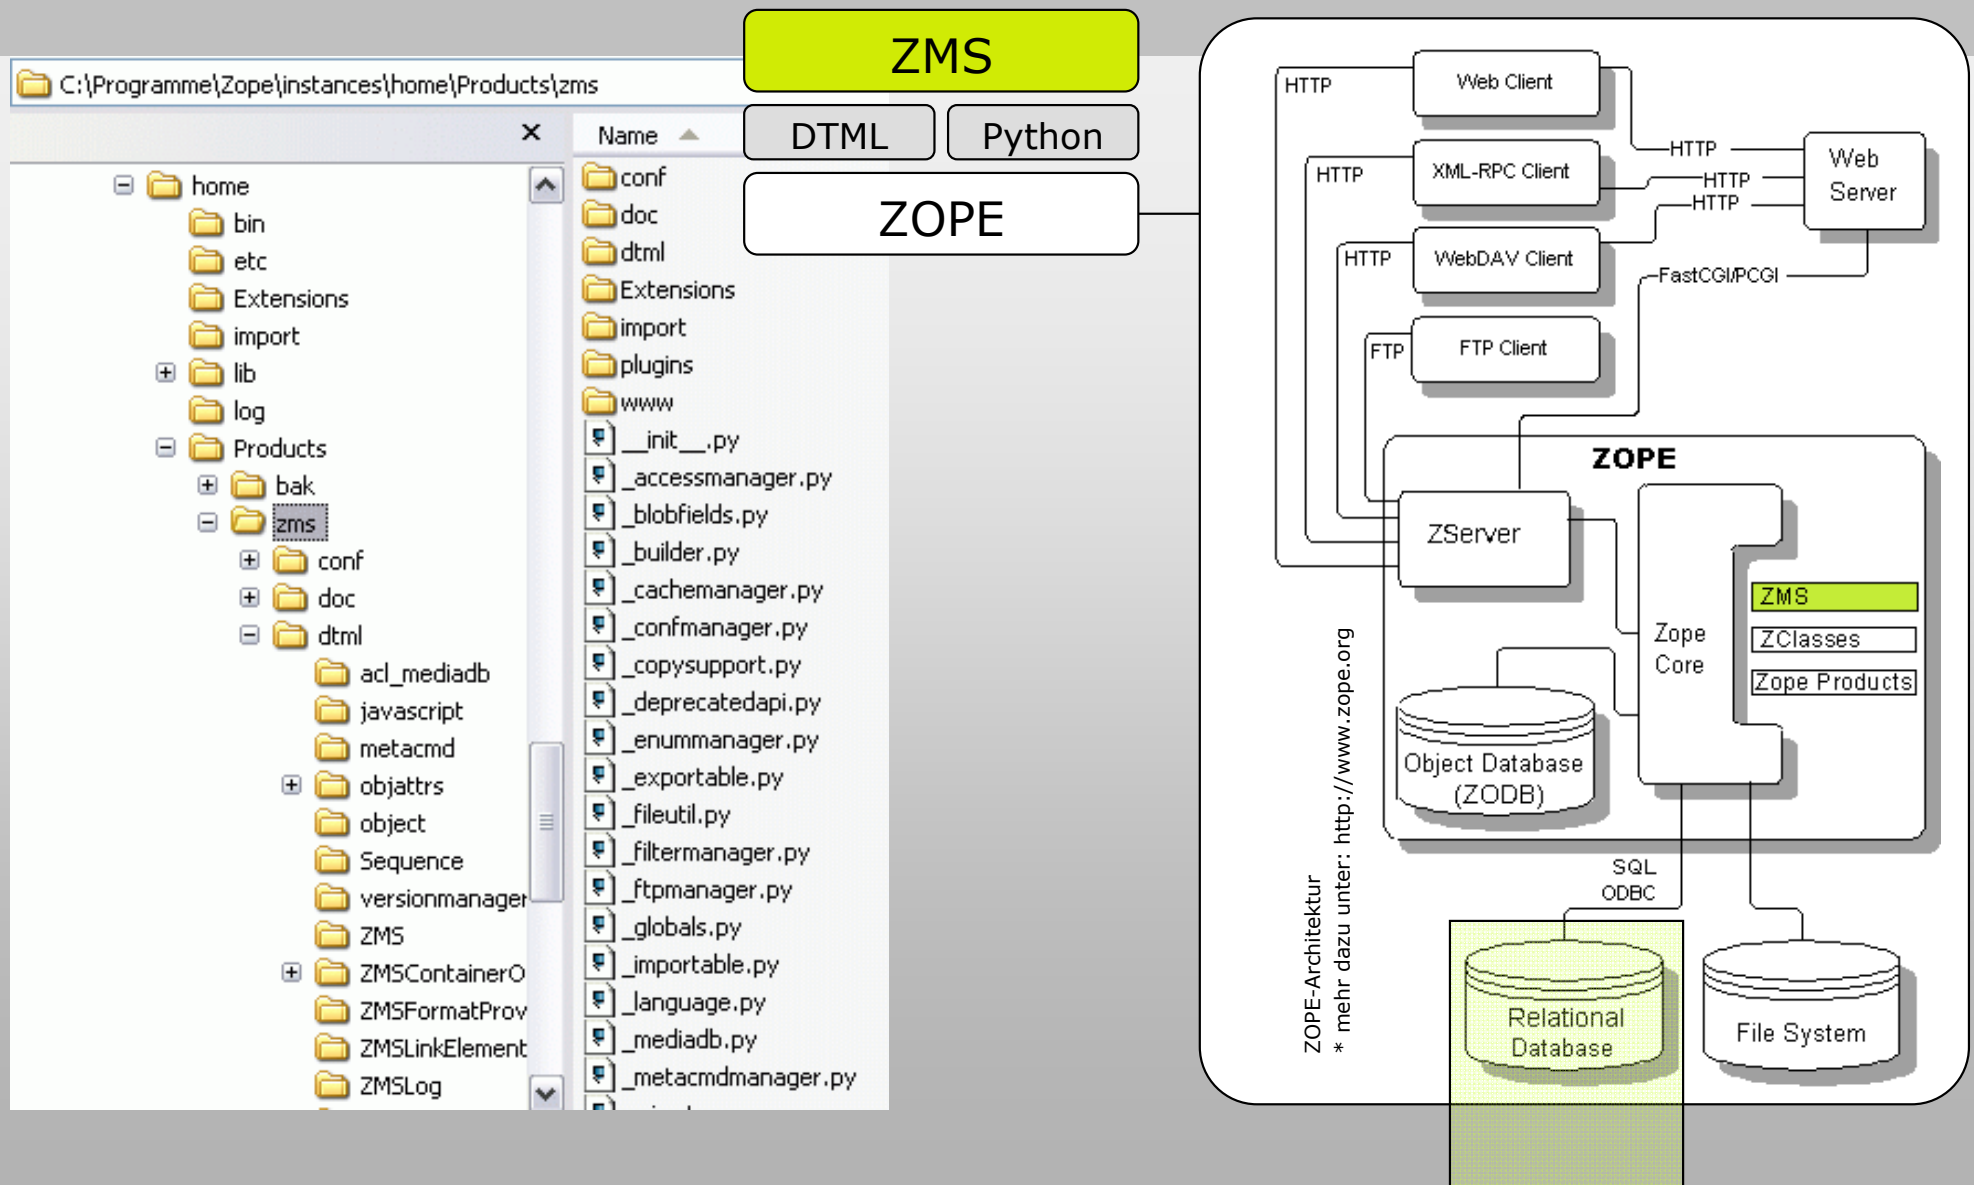 C:\Programme\Zope\instances\home\Products\zms
home
bin
etc
Extensions
import
lib
log
Products
bak
zms
conf
doc
dtml
acl_mediadb
javascript
metacmd
objattrs
object
Sequence
versionmanager
ZMS
ZMSContainerO
ZMSFormatProv
ZMSLinkElement
ZMSLog
Name
conf
doc
dtml
Extensions
import
plugins
www
__init__.py
_accessmanager.py
_blobfields.py
_builder.py
_cachemanager.py
_confmanager.py
_copysupport.py
_deprecatedapi.py
_enummanager.py
_exportable.py
_fileutil.py
_filtermanager.py
_ftpmanager.py
_globals.py
_importable.py
_language.py
_mediadb.py
_metacmdmanager.py
ZMS
DTML
Python
ZOPE
HTTP
Web Client
HTTP
Web
Server
HTTP
XML-RPC Client
HTTP
HTTP
HTTP
WebDAV Client
FastCGI/PCGI
FTP
FTP Client
ZOPE
ZServer
Zope
Core
ZMS
ZClasses
Zope Products
Object Database
(ZODB)
SQL
ODBC
Relational
Database
File System
ZOPE-Architektur
* mehr dazu unter: http://www.zope.org